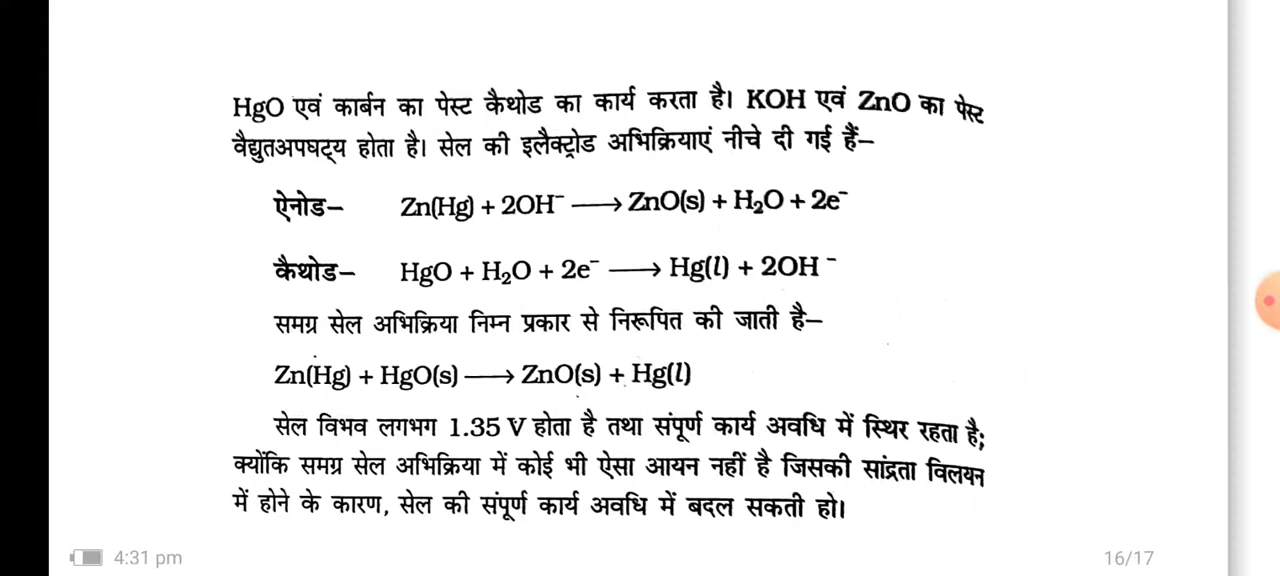 HgO एवं कार्बन का पेस्ट कैथोड का कार्य करता है। KOH एवं ZnO का पेस्ट
वैद्युतअपघट्य होता है। सेल की इलैक्ट्रोड अभिक्रियाएं नीचे दी गई हैं–
ऐनोड– Zn(Hg) + 2OH⁻ ⟶ ZnO(s) + H₂O + 2e⁻
कैथोड– HgO + H₂O + 2e⁻ ⟶ Hg(l) + 2OH⁻
समग्र सेल अभिक्रिया निम्न प्रकार से निरूपित की जाती है–
Zn(Hg) + HgO(s) ⟶ ZnO(s) + Hg(l)
सेल विभव लगभग 1.35 V होता है तथा संपूर्ण कार्य अवधि में स्थिर रहता है;
क्योंकि समग्र सेल अभिक्रिया में कोई भी ऐसा आयन नहीं है जिसकी सांद्रता विलयन
में होने के कारण, सेल की संपूर्ण कार्य अवधि में बदल सकती हो।
4:31 pm 16/17